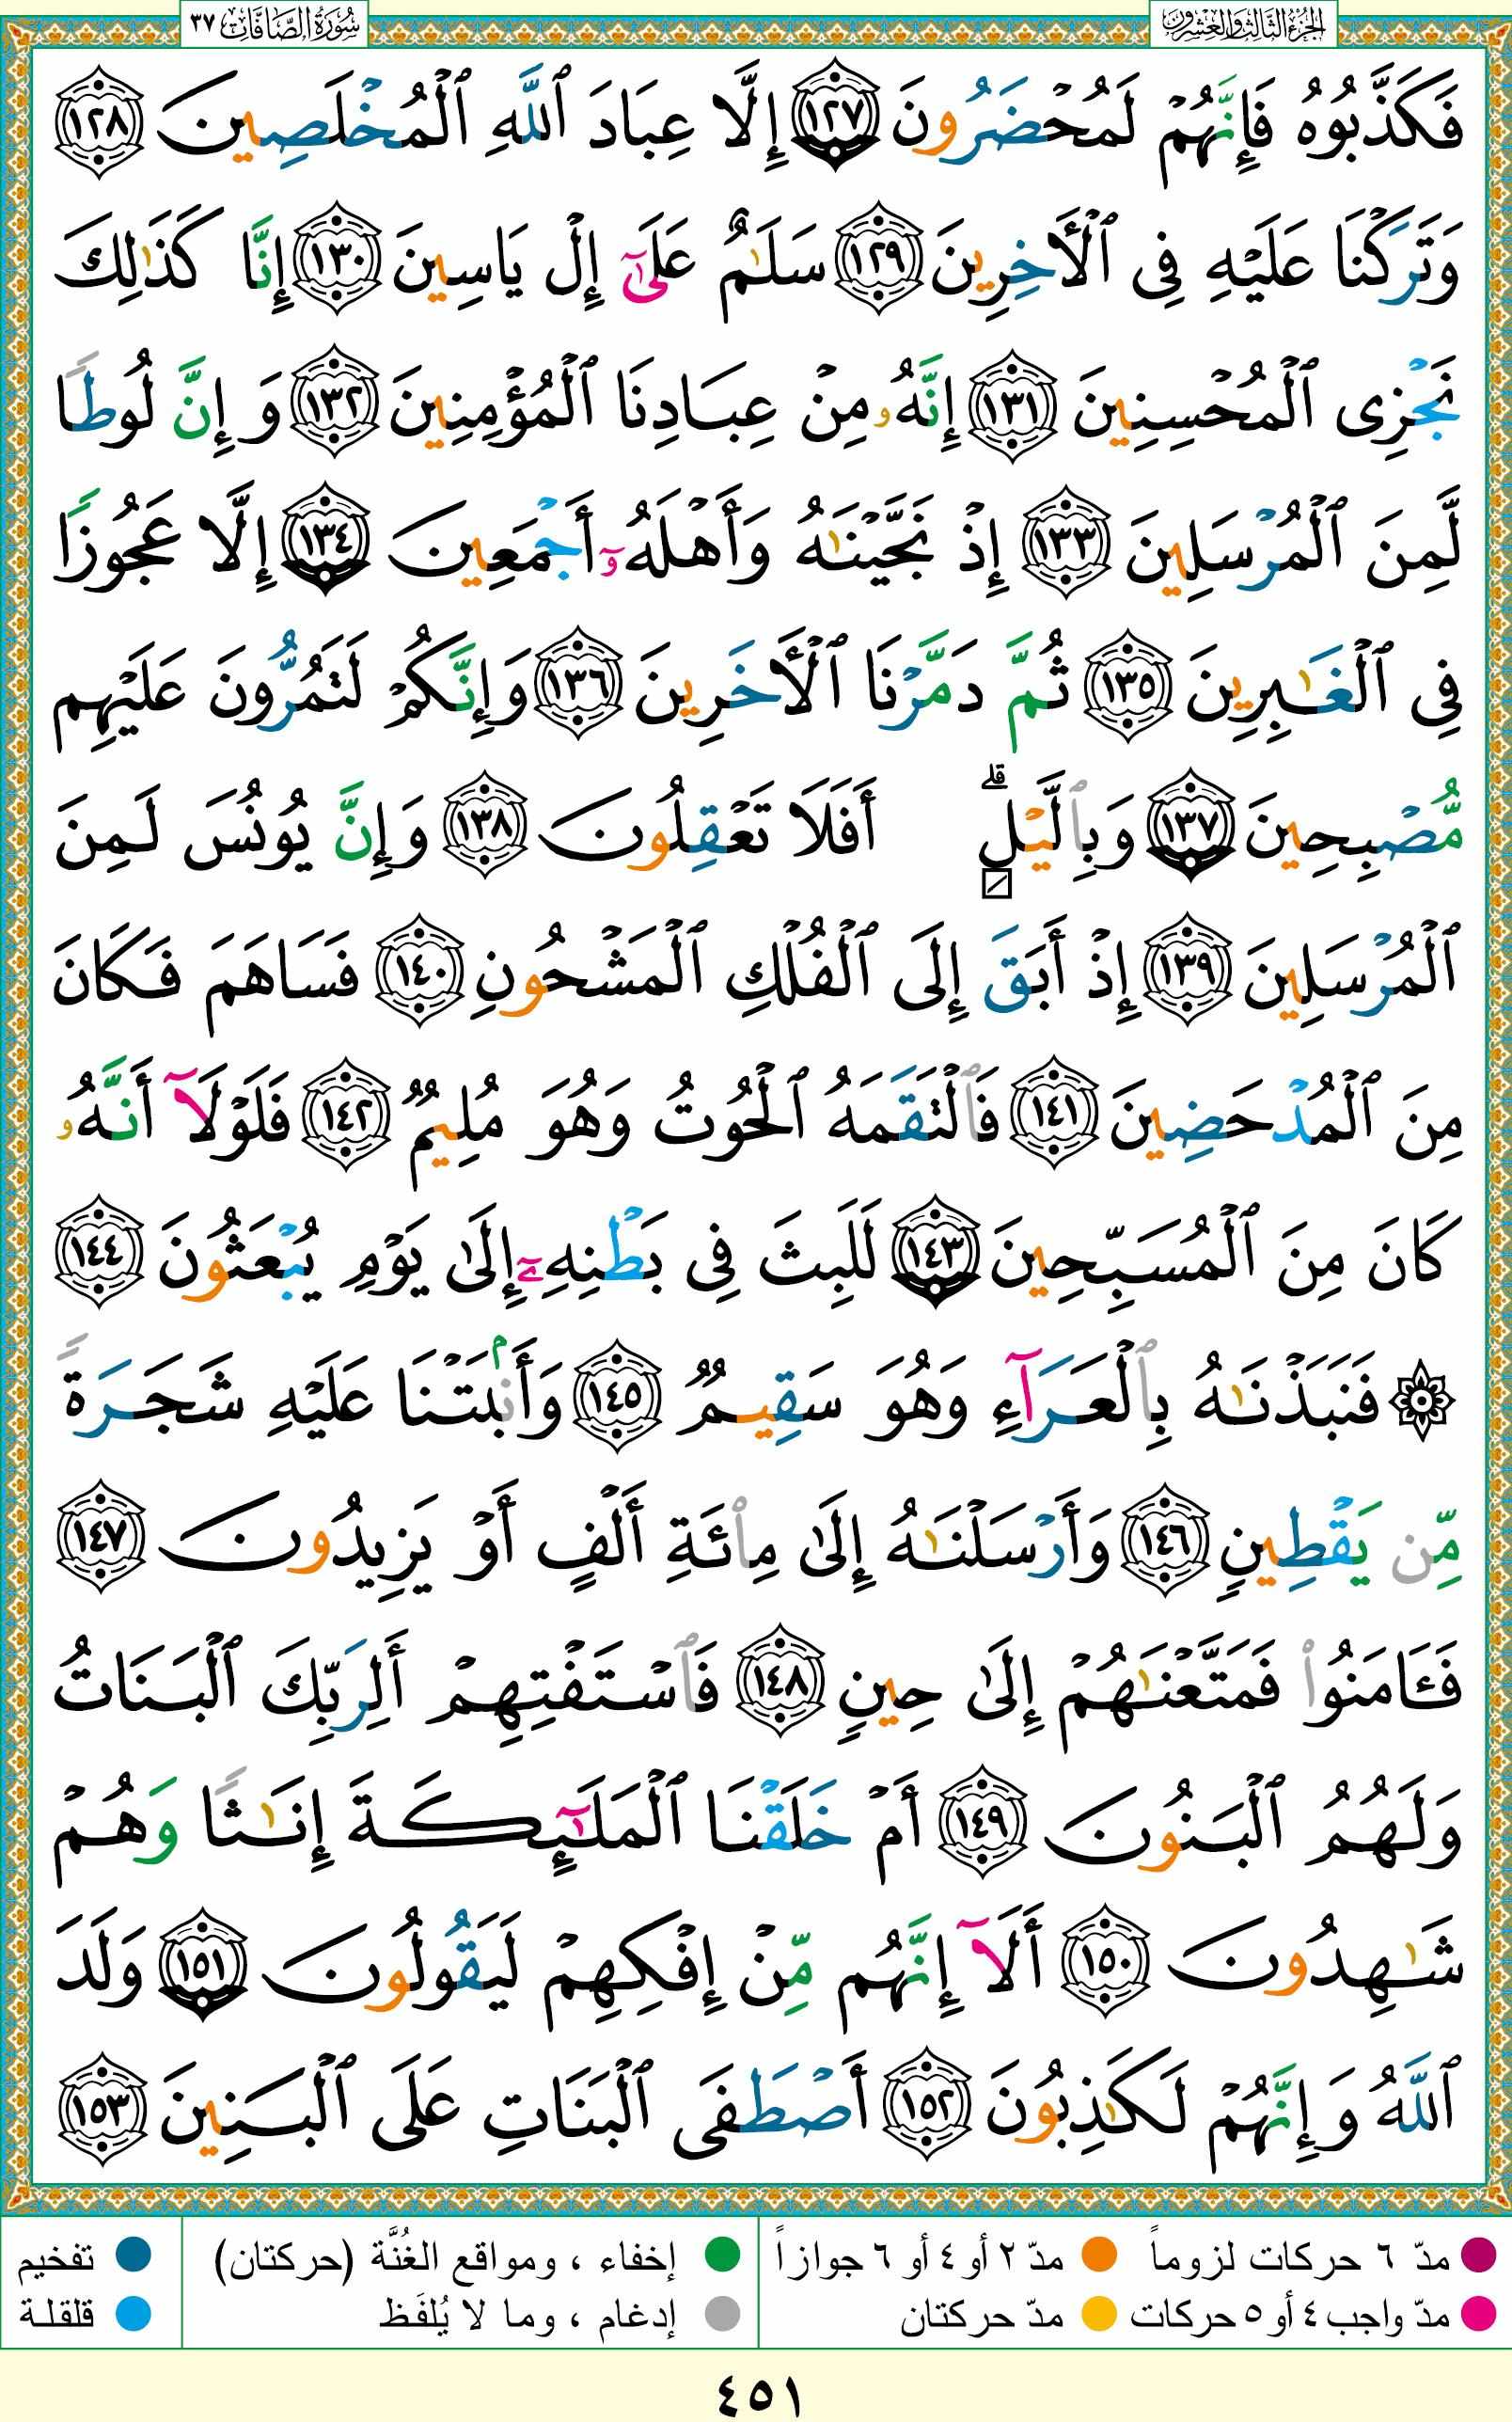 الجزء الثالث والعشرون
سورة الصافات ٣٧
فَكَذَّبُوهُ فَإِنَّهُمۡ لَمُحۡضَرُونَ ١٢٧ إِلَّا عِبَادَ ٱللَّهِ ٱلۡمُخۡلَصِينَ ١٢٨
وَتَرَكۡنَا عَلَيۡهِ فِي ٱلۡأَخِرِينَ ١٢٩ سَلَٰمٌ عَلَىٰٓ إِلۡ يَاسِينَ ١٣٠ إِنَّا كَذَٰلِكَ
نَجۡزِي ٱلۡمُحۡسِنِينَ ١٣١ إِنَّهُۥ مِنۡ عِبَادِنَا ٱلۡمُؤۡمِنِينَ ١٣٢ وَإِنَّ لُوطٗا
لَّمِنَ ٱلۡمُرۡسَلِينَ ١٣٣ إِذۡ نَجَّيۡنَٰهُ وَأَهۡلَهُۥٓ أَجۡمَعِينَ ١٣٤ إِلَّا عَجُوزٗا
فِي ٱلۡغَٰبِرِينَ ١٣٥ ثُمَّ دَمَّرۡنَا ٱلۡأَخَرِينَ ١٣٦ وَإِنَّكُمۡ لَتَمُرُّونَ عَلَيۡهِم
مُّصۡبِحِينَ ١٣٧ وَبِٱلَّيۡلِۚ أَفَلَا تَعۡقِلُونَ ١٣٨ وَإِنَّ يُونُسَ لَمِنَ
ٱلۡمُرۡسَلِينَ ١٣٩ إِذۡ أَبَقَ إِلَى ٱلۡفُلۡكِ ٱلۡمَشۡحُونِ ١٤٠ فَسَاهَمَ فَكَانَ
مِنَ ٱلۡمُدۡحَضِينَ ١٤١ فَٱلۡتَقَمَهُ ٱلۡحُوتُ وَهُوَ مُلِيمٞ ١٤٢ فَلَوۡلَآ أَنَّهُۥ
كَانَ مِنَ ٱلۡمُسَبِّحِينَ ١٤٣ لَلَبِثَ فِي بَطۡنِهِۦٓ إِلَىٰ يَوۡمِ يُبۡعَثُونَ ١٤٤
۞ فَنَبَذۡنَٰهُ بِٱلۡعَرَآءِ وَهُوَ سَقِيمٞ ١٤٥ وَأَنۢبَتۡنَا عَلَيۡهِ شَجَرَةٗ
مِّن يَقۡطِينٖ ١٤٦ وَأَرۡسَلۡنَٰهُ إِلَىٰ مِاْئَةِ أَلۡفٍ أَوۡ يَزِيدُونَ ١٤٧
فَـَٔامَنُواْ فَمَتَّعۡنَٰهُمۡ إِلَىٰ حِينٖ ١٤٨ فَٱسۡتَفۡتِهِمۡ أَلِرَبِّكَ ٱلۡبَنَاتُ
وَلَهُمُ ٱلۡبَنُونَ ١٤٩ أَمۡ خَلَقۡنَا ٱلۡمَلَٰٓئِكَةَ إِنَٰثٗا وَهُمۡ
شَٰهِدُونَ ١٥٠ أَلَآ إِنَّهُم مِّنۡ إِفۡكِهِمۡ لَيَقُولُونَ ١٥١ وَلَدَ
ٱللَّهُ وَإِنَّهُمۡ لَكَٰذِبُونَ ١٥٢ أَصۡطَفَى ٱلۡبَنَاتِ عَلَى ٱلۡبَنِينَ ١٥٣
مدّ ٦ حركات لزوماً مدّ ٢ أو ٤ أو ٦ جوازاً إخفاء ، ومواقع الغُنَّة (حركتان) تفخيم
مدّ واجب ٤ أو ٥ حركات مدّ حركتان إدغام ، وما لا يُلفَظ قلقلة
٤٥١